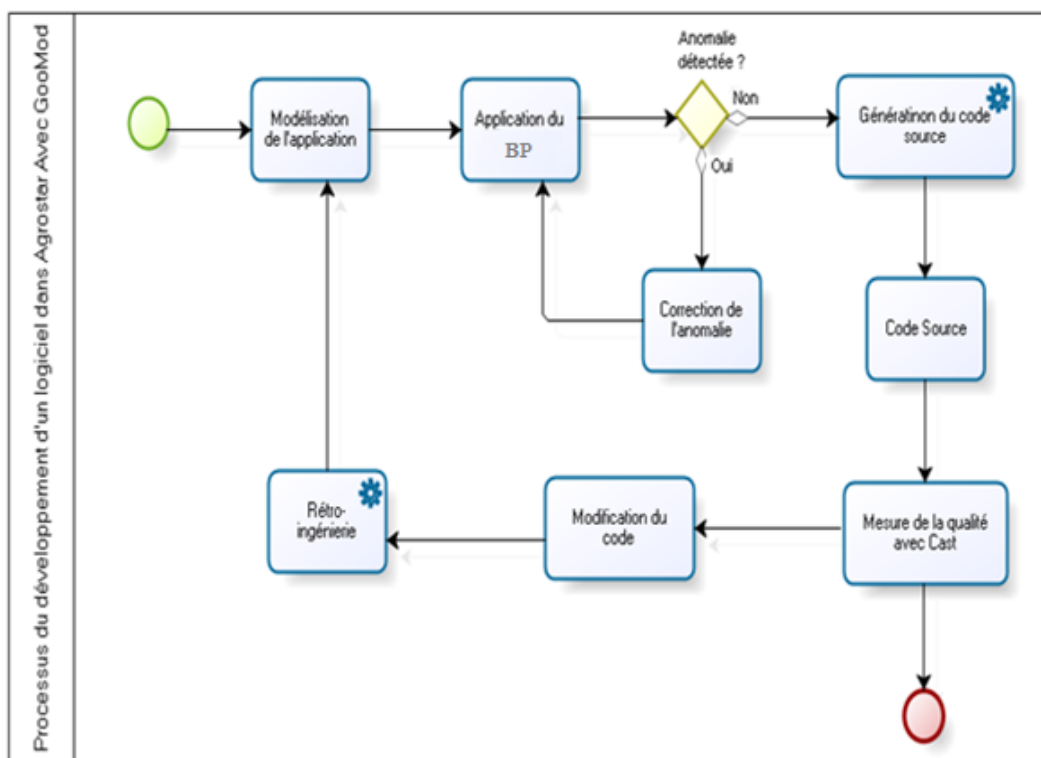 Processus du développement d'un logiciel dans Agrostar Avec GooMod
Anomalie
détectée ?
Modélisation
de l'application
Application du
BP
Non
Génératinon du code
source
Oui
Correction de
l'anomalie
Code Source
Rétro-
ingénierie
Modification du
code
Mesure de la qualité
avec Cast